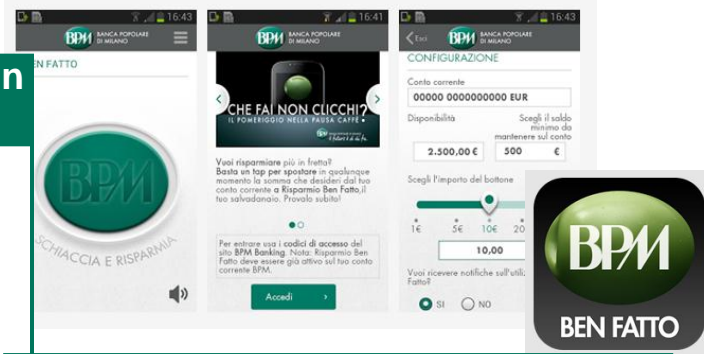 n
16:43
BPM BANCA POPOLARE
DI MILANO
EN FATTO
BPM
SCHIACCIA E RISPARMIA
16:41
BPM BANCA POPOLARE
DI MILANO
CHE FAI NON CLICCHI?
IL POMERIGGIO NELLA PAUSA CAFFÈ
Vuoi risparmiare più in fretta?
Basta un tap per spostare in qualunque
momento la somma che desideri dal tuo
conto corrente a Risparmio Ben Fatto,il
tuo salvadanaio. Provalo subito!
Per entrare usa i codici di accesso del
sito BPM Banking. Nota: Risparmio Ben
Fatto deve essere già attivo sul tuo conto
corrente BPM.
Accedi
16:43
Esci BPM BANCA POPOLARE
DI MILANO
CONFIGURAZIONE
Conto corrente
00000 0000000000 EUR
Disponibilità
Scegli il saldo
minimo da
mantenere sul conto
2.500,00 €
500 €
Scegli l'importo del bottone
1€ 5€ 10€ 20
10,00
Vuoi ricevere notifiche sull'utiliz
Fatto?
SI NO
BPM
BEN FATTO